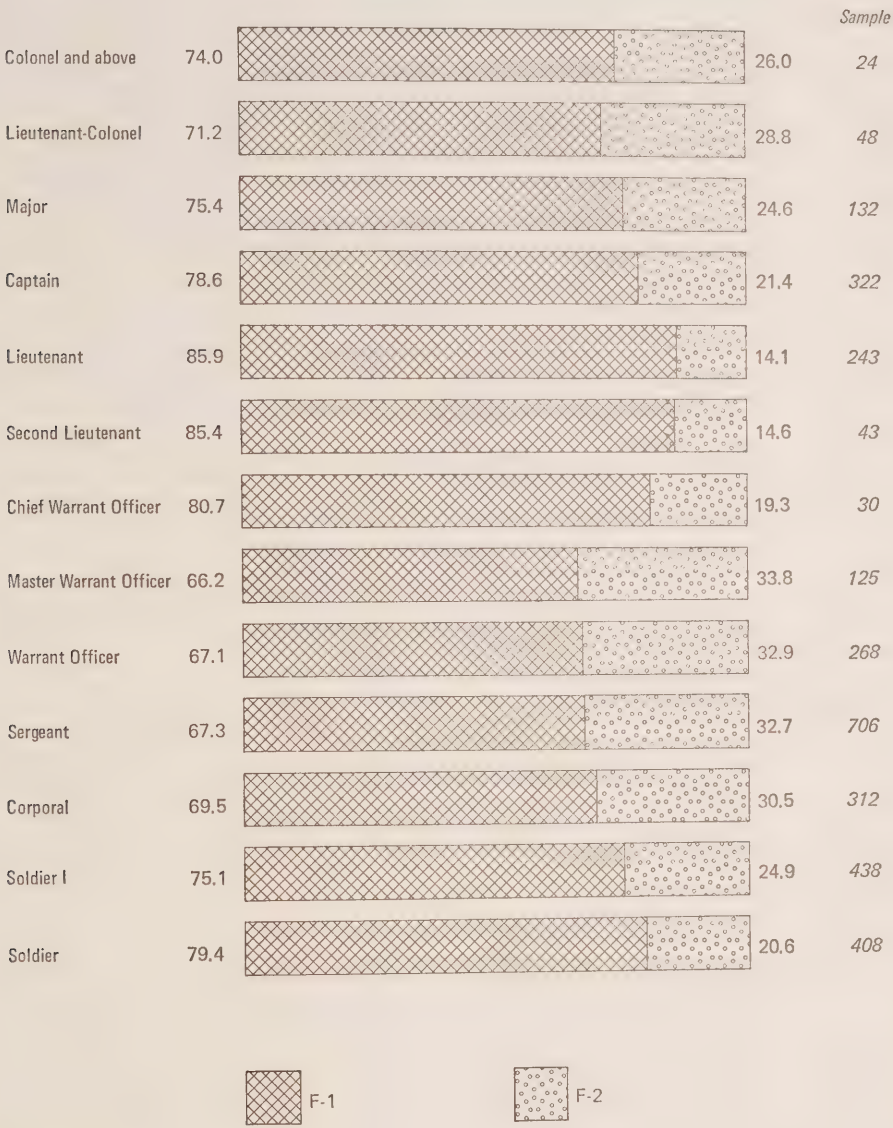 Sample
Colonel and above 74.0 26.0 24
Lieutenant-Colonel 71.2 28.8 48
Major 75.4 24.6 132
Captain 78.6 21.4 322
Lieutenant 85.9 14.1 243
Second Lieutenant 85.4 14.6 43
Chief Warrant Officer 80.7 19.3 30
Master Warrant Officer 66.2 33.8 125
Warrant Officer 67.1 32.9 268
Sergeant 67.3 32.7 706
Corporal 69.5 30.5 312
Soldier I 75.1 24.9 438
Soldier 79.4 20.6 408
F-1 F-2